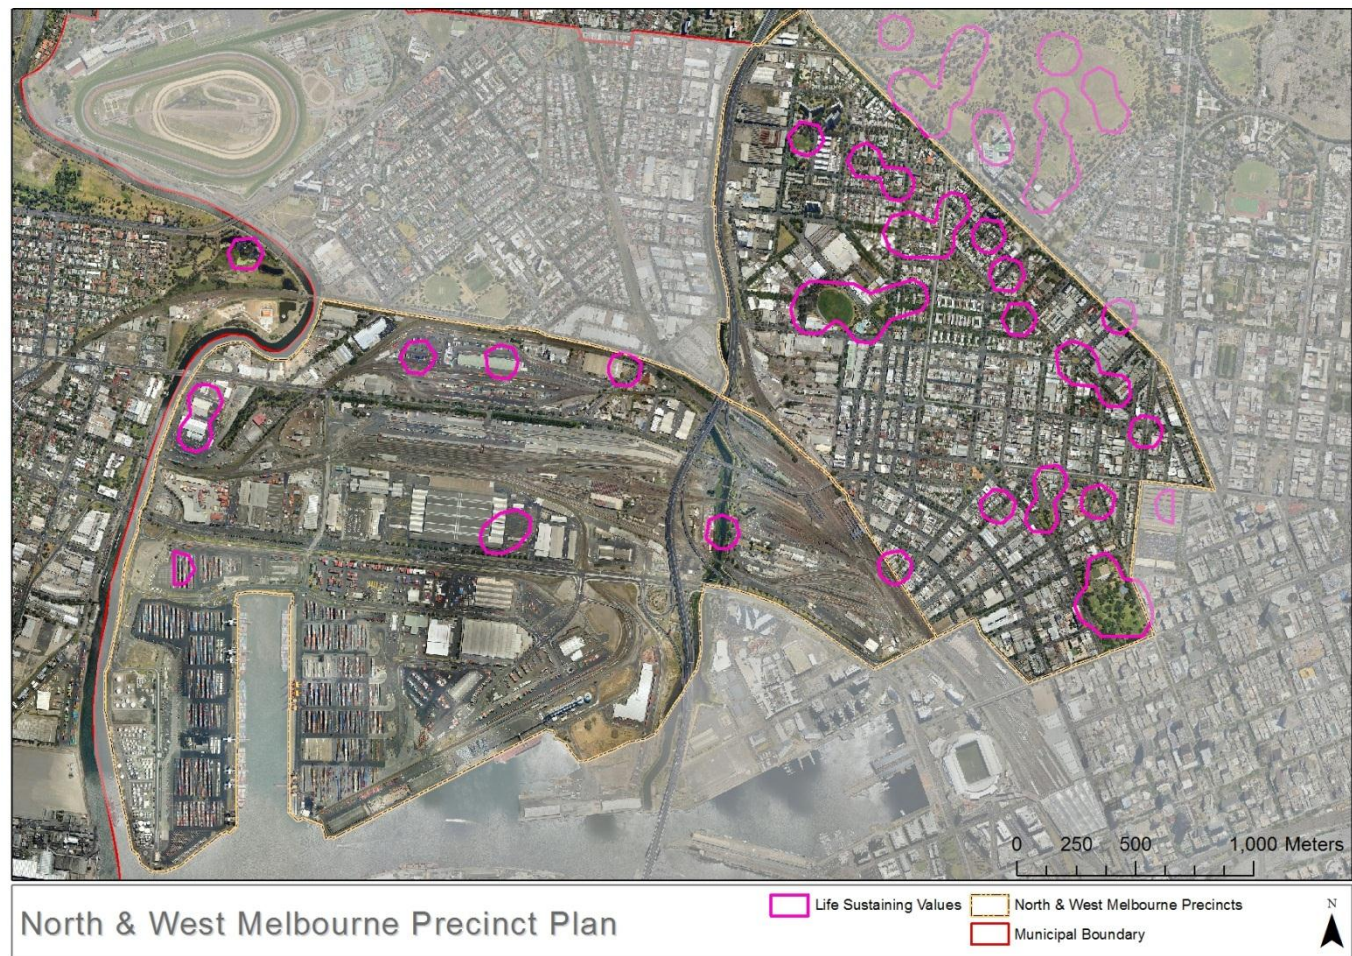 0 250 500 1,000 Meters
North & West Melbourne Precinct Plan
Life Sustaining Values
North & West Melbourne Precincts
Municipal Boundary
N